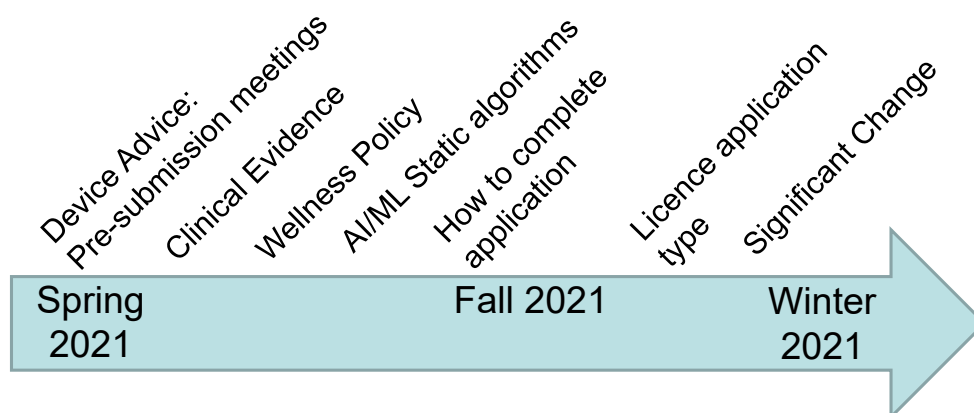 Device Advice:
Pre-submission meetings
Clinical Evidence
Wellness Policy
AI/ML Static algorithms
How to complete
application
Licence application
type
Significant Change
Spring
2021
Fall 2021
Winter
2021